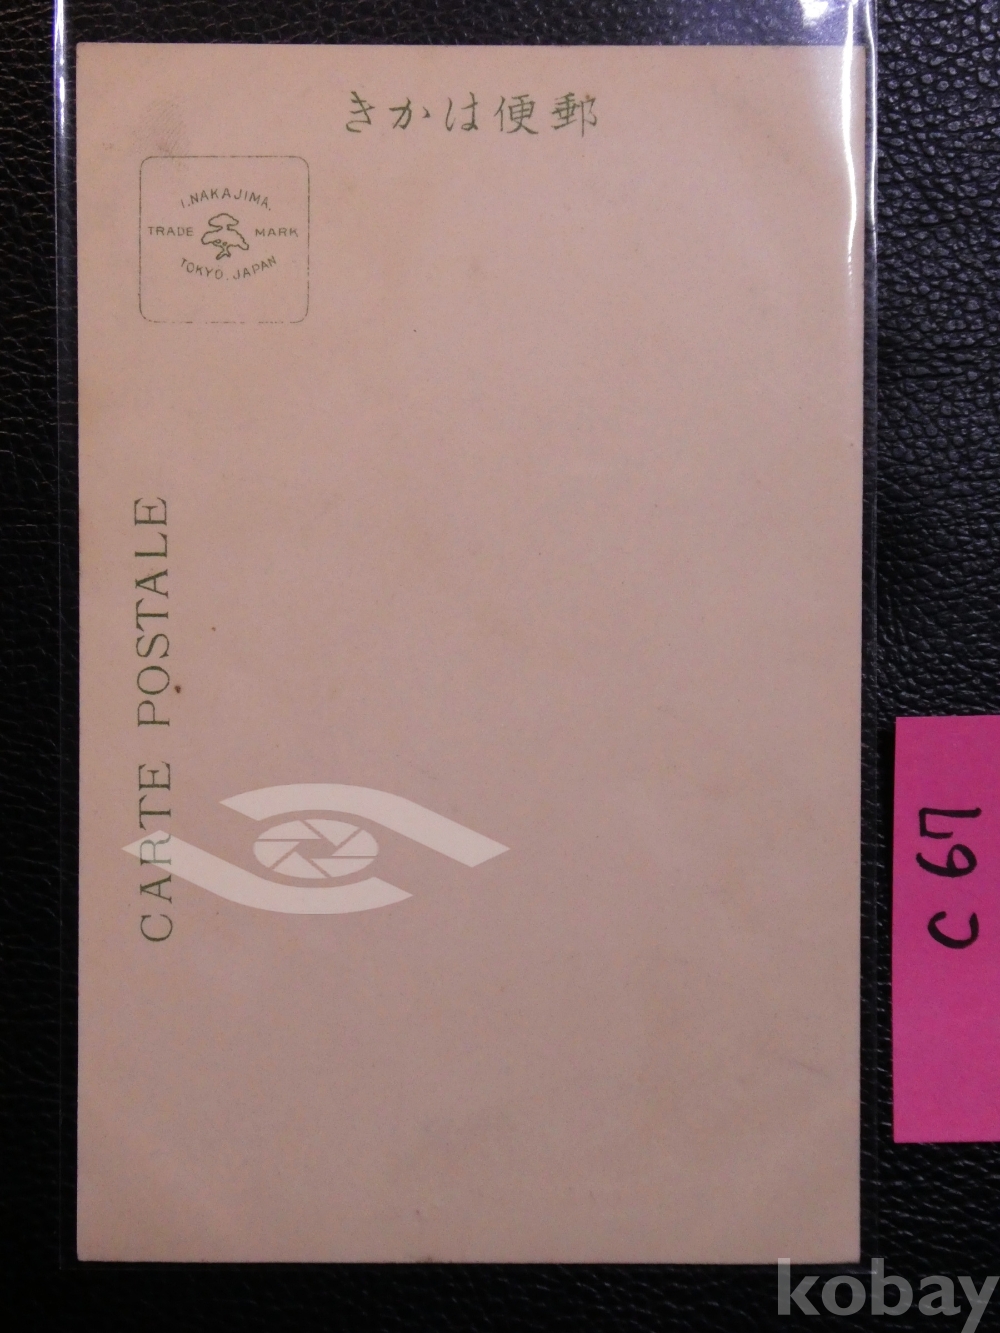 きかは便郵
I. NAKAJIMA.
TRADE MARK
TOKYO. JAPAN
CARTE POSTALE
C 67
kobay